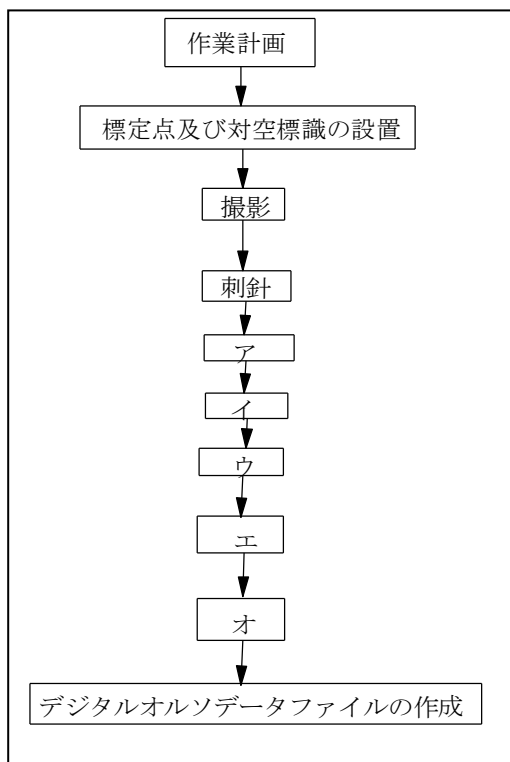 作業計画
標定点及び対空標識の設置
撮影
刺針
ア
イ
ウ
エ
オ
デジタルオルソデータファイルの作成